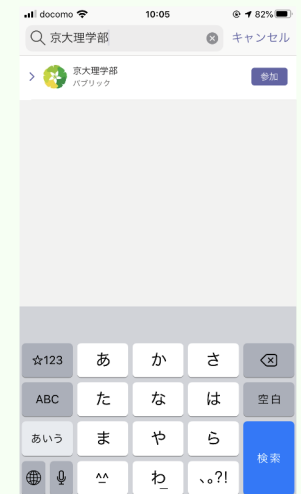 docomo 10:05 82%
京大理学部 キャンセル
京大理学部
パブリック
参加
☆123 あ か さ
ABC た な は 空白
あいう ま や ら
^^ わ 、。?! 検索